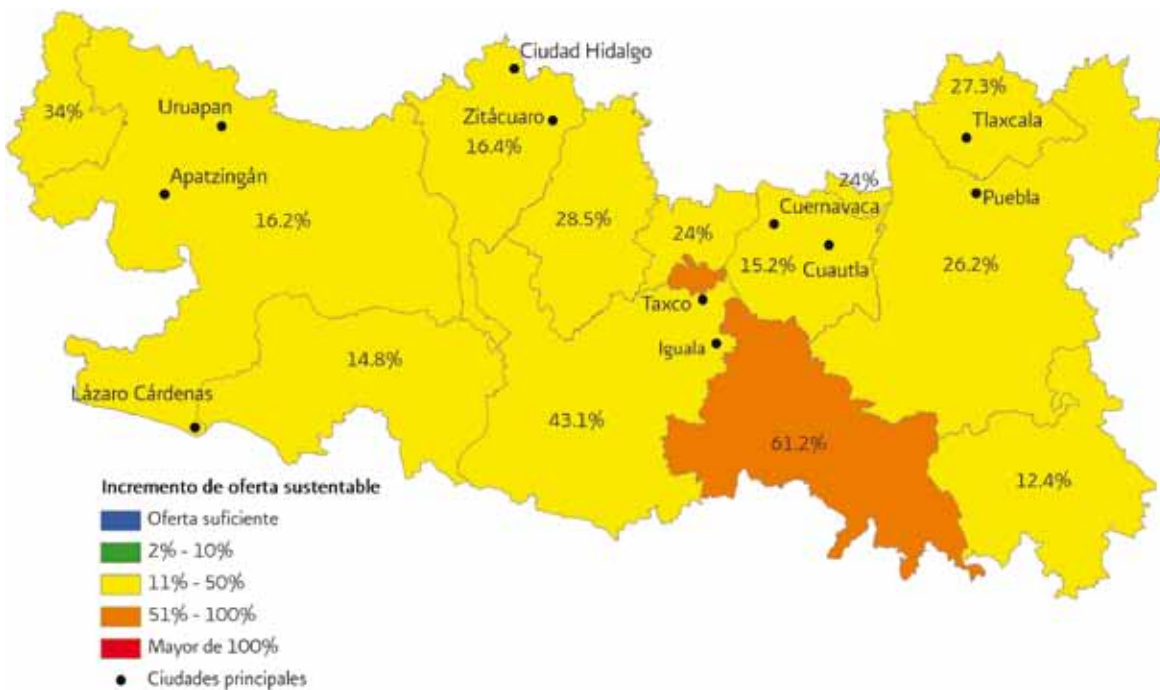 Ciudad Hidalgo
27.3%
34%
Uruapan
Zitácuaro
Tlaxcala
16.4%
Apatzingán
24%
Puebla
Cuernavaca
16.2%
28.5%
24%
15.2%
Cuautla
26.2%
Taxco
Iguala
14.8%
Lázaro Cárdenas
43.1%
61.2%
12.4%
Incremento de oferta sustentable
Oferta suficiente
2% - 10%
11% - 50%
51% - 100%
Mayor de 100%
Ciudades principales